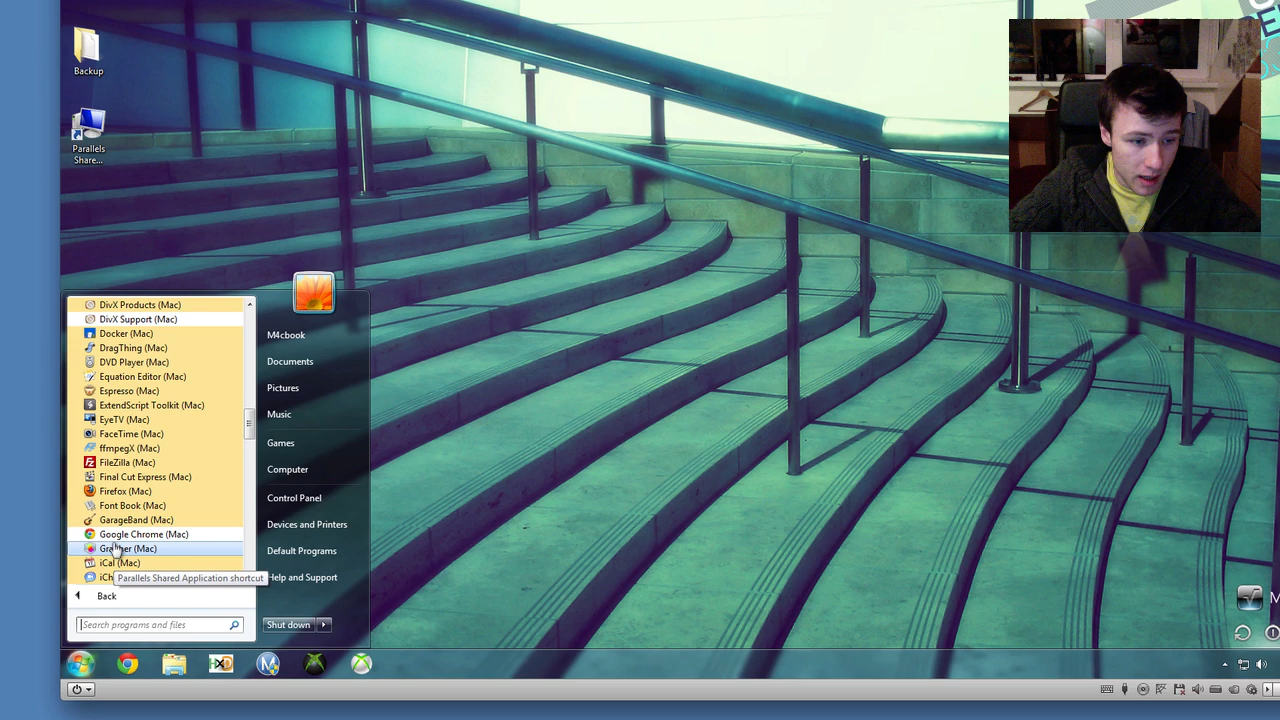 Backup
Parallels
Share...
DivX Products (Mac)
DivX Support (Mac)
Docker (Mac)
DragThing (Mac)
DVD Player (Mac)
Equation Editor (Mac)
Espresso (Mac)
ExtendScript Toolkit (Mac)
EyeTV (Mac)
FaceTime (Mac)
ffmpegX (Mac)
FileZilla (Mac)
Final Cut Express (Mac)
Firefox (Mac)
Font Book (Mac)
GarageBand (Mac)
Google Chrome (Mac)
(Mac)
iCal (Mac)
Parallels Shared Application shortcut
Back
Search programs and files
M4cbook
Documents
Pictures
Music
Games
Computer
Control Panel
Devices and Printers
Default Programs
Help and Support
Shut down